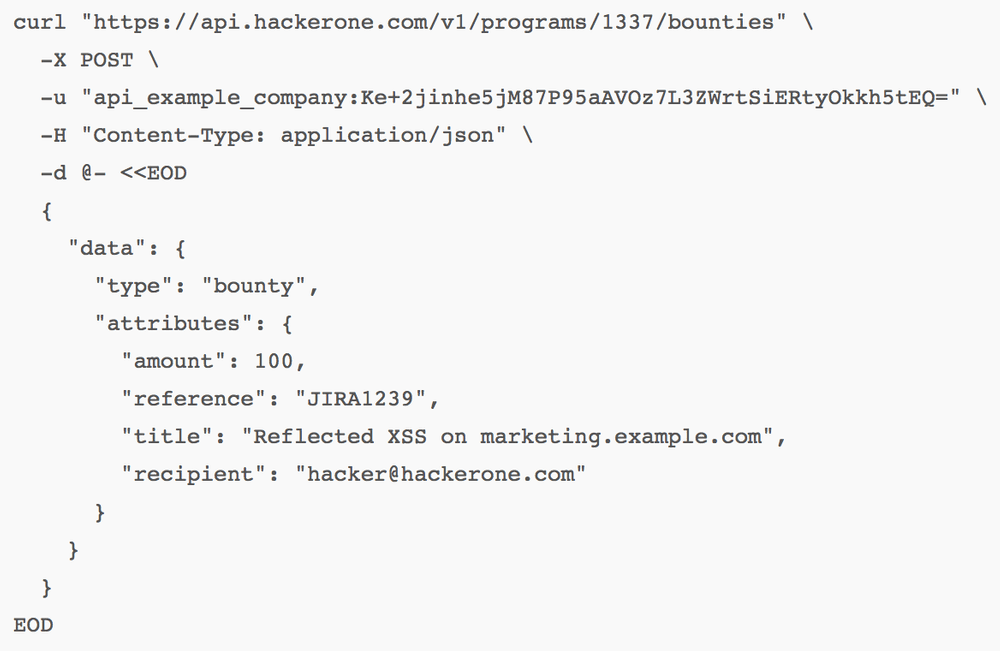 curl "https://api.hackerone.com/v1/programs/1337/bounties" \
  -X POST \
  -u "api_example_company:Ke+2jinhe5jM87P95aAVOz7L3ZWrtSiERtyOkkh5tEQ=" \
  -H "Content-Type: application/json" \
  -d @- <<EOD
  {
    "data": {
      "type": "bounty",
      "attributes": {
        "amount": 100,
        "reference": "JIRA1239",
        "title": "Reflected XSS on marketing.example.com",
        "recipient": "hacker@hackerone.com"
      }
    }
  }
EOD